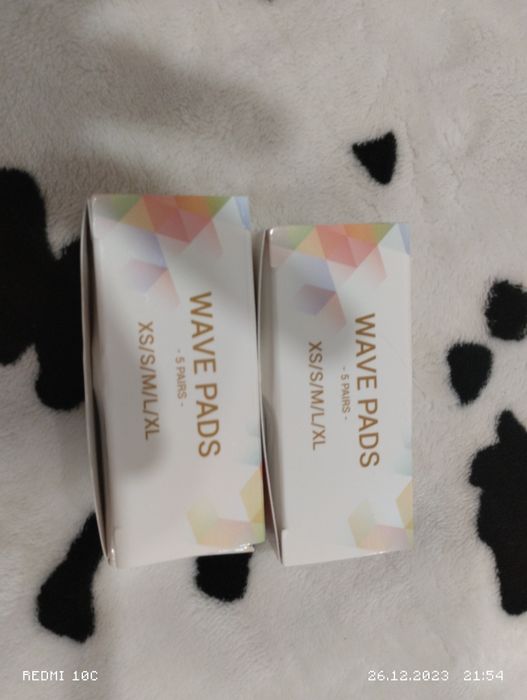 WAVE PADS
- 5 PAIRS -
XS/S/M/L/XL
WAVE PADS
- 5 PAIRS -
XS/S/M/L/XL
REDMI 10C
26.12.2023 21:54